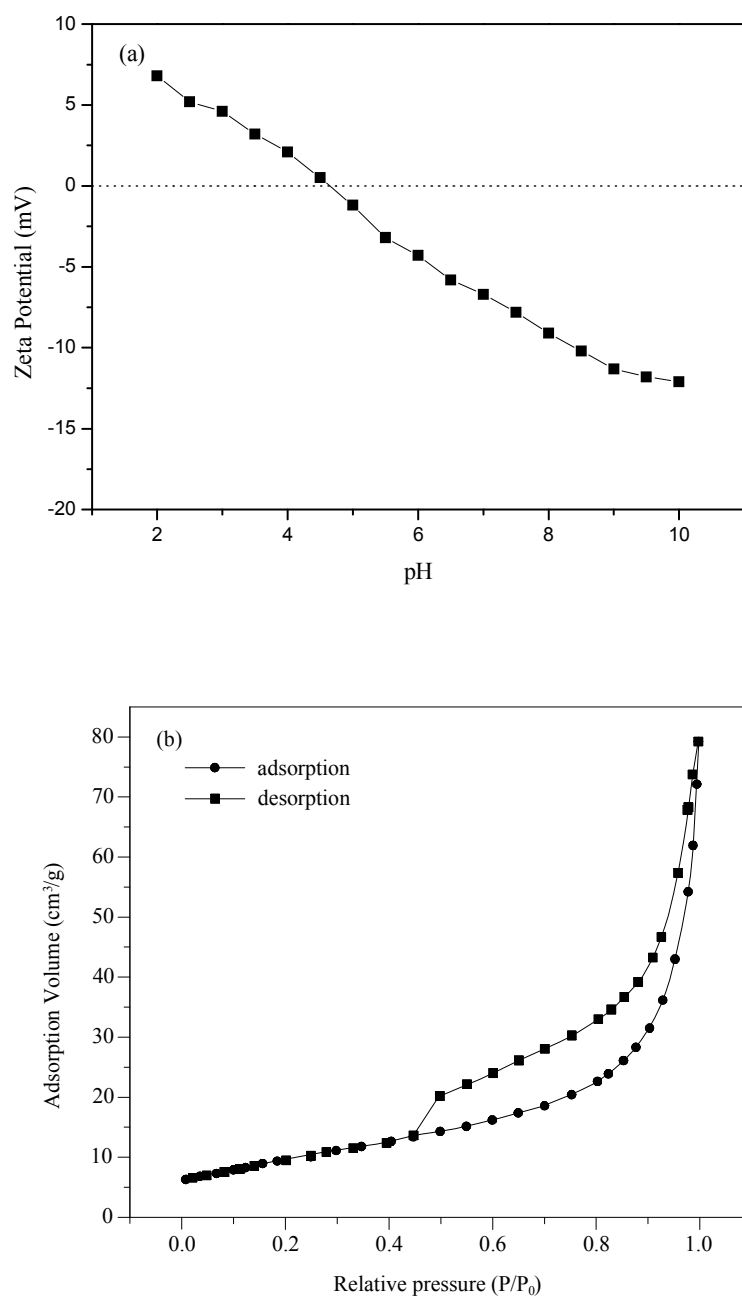 (a)
10
5
0
-5
-10
-15
-20
Zeta Potential (mV)
2 4 6 8 10
pH
(b)
adsorption
desorption
80
70
60
50
40
30
20
10
0
Adsorption Volume (cm³/g)
0.0 0.2 0.4 0.6 0.8 1.0
Relative pressure (P/P₀)